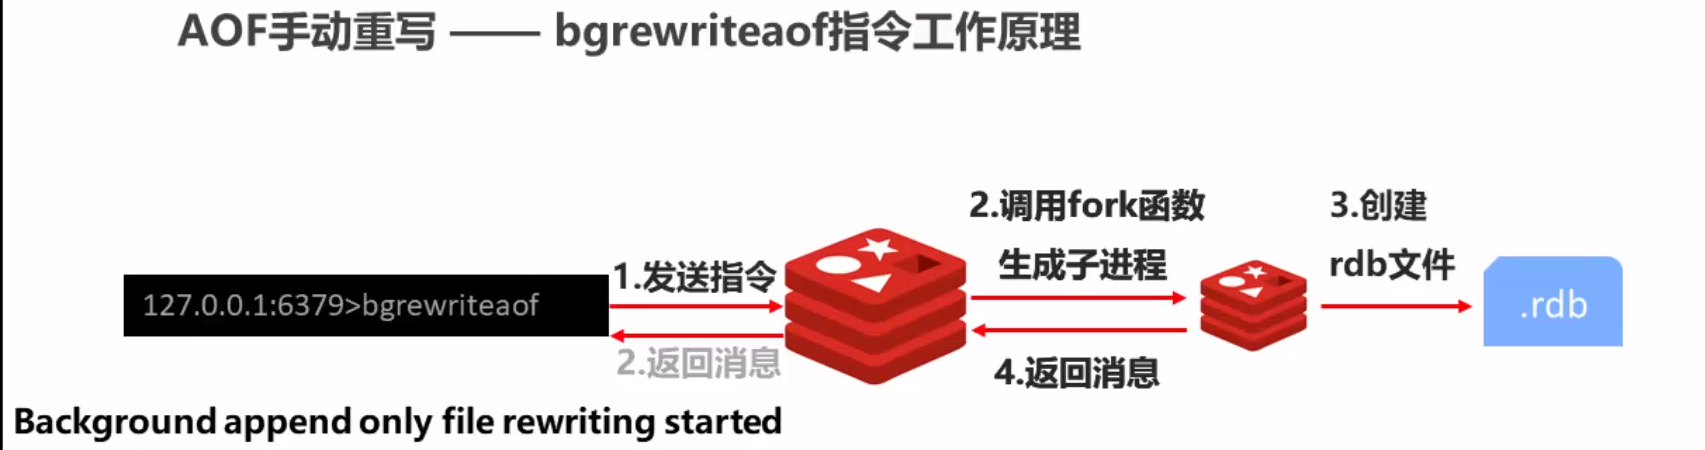 AOF手动重写 —— bgrewriteaof指令工作原理
2.调用fork函数
生成子进程
3.创建
rdb文件
1.发送指令
127.0.0.1:6379>bgrewriteaof
.rdb
2.返回消息
4.返回消息
Background append only file rewriting started